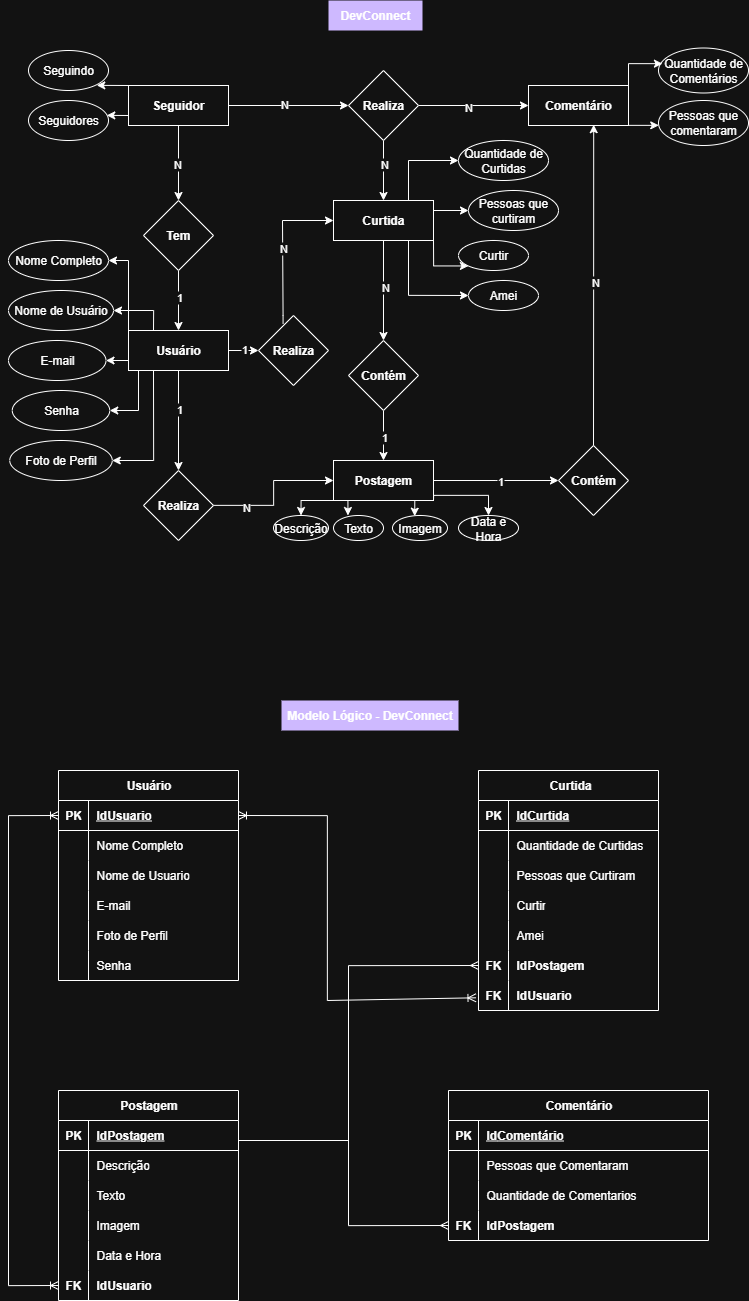 DevConnect
Seguindo
Seguidores
Seguidor
N
Realiza
N
Comentário
Quantidade de
Comentários
Pessoas que
comentaram
N
N
Tem
Quantidade de
Curtidas
Pessoas que
curtiram
Curtida
Curtir
Amei
N
Nome Completo
Nome de Usuário
E-mail
Senha
Foto de Perfil
1
Usuário
1
Realiza
N
N
Contém
1
1
Realiza
N
Postagem
1
Contém
Descrição
Texto
Imagem
Data e
Hora
Modelo Lógico - DevConnect
Usuário
PK IdUsuario
Nome Completo
Nome de Usuario
E-mail
Foto de Perfil
Senha
Curtida
PK IdCurtida
Quantidade de Curtidas
Pessoas que Curtiram
Curtir
Amei
FK IdPostagem
FK IdUsuario
Postagem
PK IdPostagem
Descrição
Texto
Imagem
Data e Hora
FK IdUsuario
Comentário
PK IdComentário
Pessoas que Comentaram
Quantidade de Comentarios
FK IdPostagem